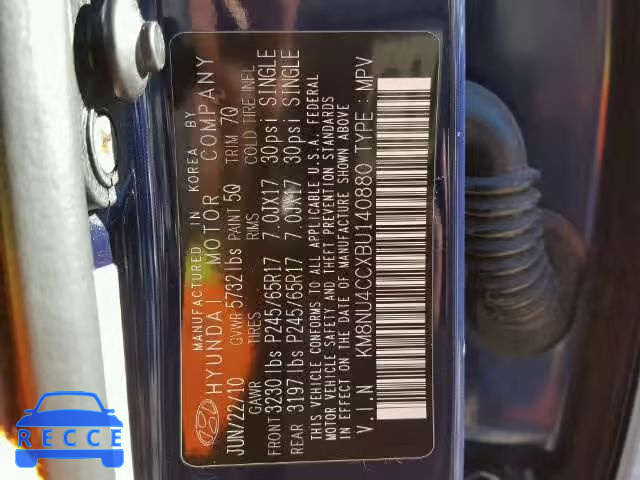 MANUFACTURED IN KOREA BY
HYUNDAI MOTOR COMPANY
JUN/22/10 GVWR 5732 lbs PAINT 5Q TRIM 7Q
GAWR TIRES RIMS COLD TIRE INFL
FRONT 3230 lbs P245/65R17 7.0JX17 30psi SINGLE
REAR 3197 lbs P245/65R17 7.0JX17 30psi SINGLE
THIS VEHICLE CONFORMS TO ALL APPLICABLE U.S.A. FEDERAL
MOTOR VEHICLE SAFETY AND THEFT PREVENTION STANDARDS
IN EFFECT ON THE DATE OF MANUFACTURE SHOWN ABOVE
V.I.N KM8NU4CCXBU140880 TYPE : MPV
RECCE